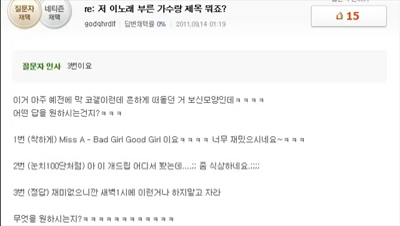 질문자 채택
네티즌 채택
re: 저 이노래 부른 가수랑 제목 뭐죠?
godqhrdlf | 답변채택률 0% | 2011.09.14 01:19
15
질문자 인사 3번이요
이거 아주 예전에 막 코갤이런데 흔하게 떠돌던 거 보신모양인데ㅋㅋㅋㅋ
어떤 답을 원하시는건지?ㅋㅋㅋ
1번 (착하게) Miss A - Bad Girl Good Girl 이요ㅋㅋㅋㅋ 너무 재밌으시네요~ㅋㅋㅋ
2번 (눈치100단처럼) 아 이 개드립 어디서 봤는데....;; 줌 식상하네요.;;;;
3번 (정답) 재미없으니깐 새벽1시에 이런거나 하지말고 자라
무엇을 원하시는지?ㅋㅋㅋㅋㅋㅋㅋㅋㅋㅋㅋ